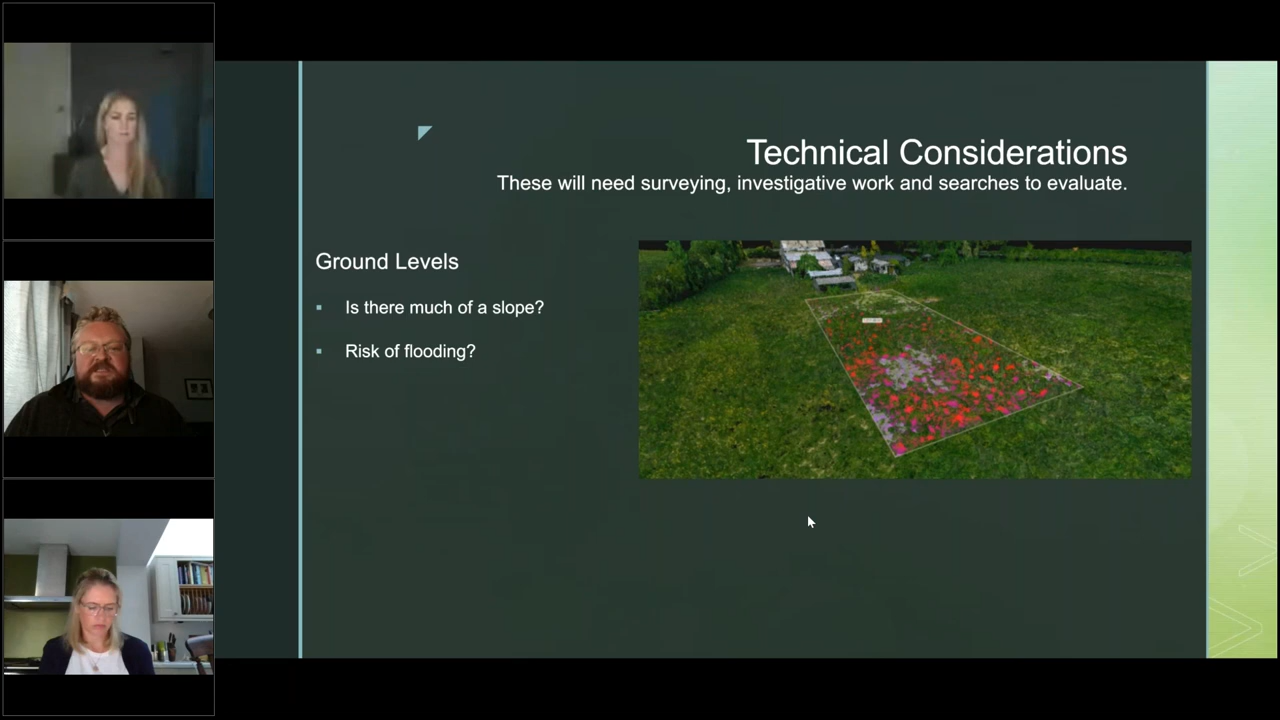 Technical Considerations
These will need surveying, investigative work and searches to evaluate.
Ground Levels
Is there much of a slope?
Risk of flooding?